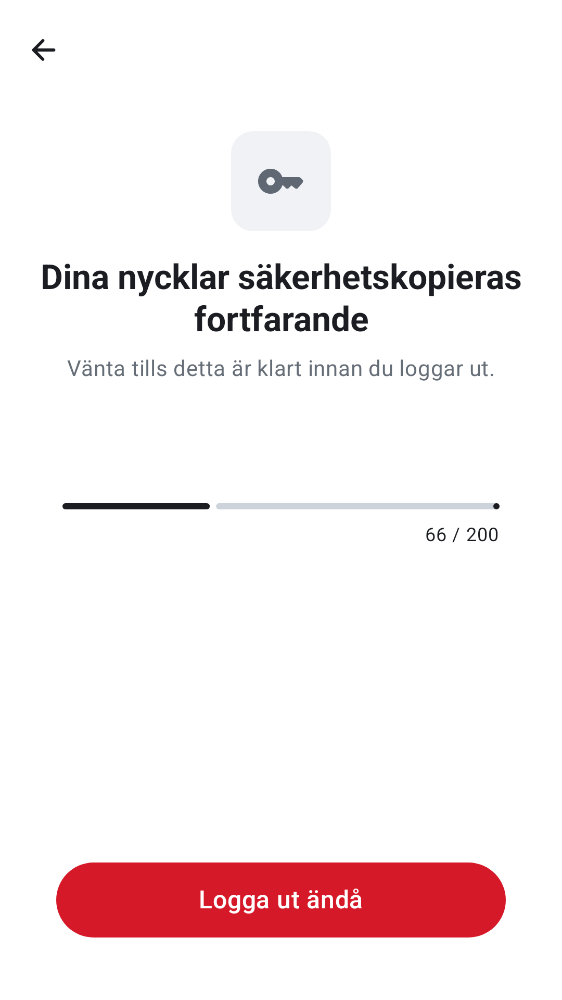 Dina nycklar säkerhetskopieras
fortfarande
Vänta tills detta är klart innan du loggar ut.
66 / 200
Logga ut ändå